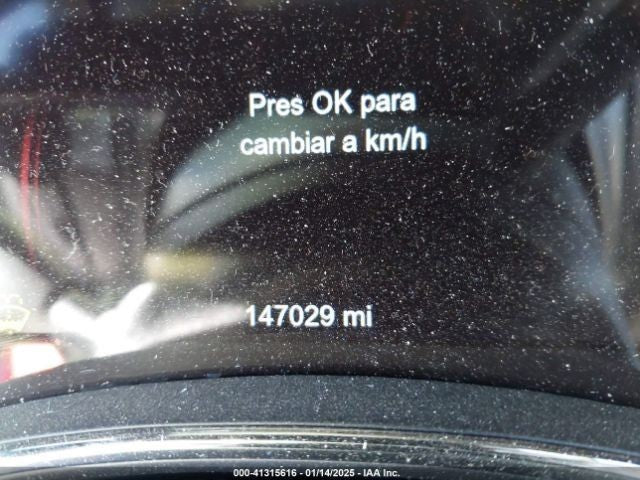 Pres OK para
cambiar a km/h
147029 mi
000-41315616 - 01/14/2025 - IAA Inc.